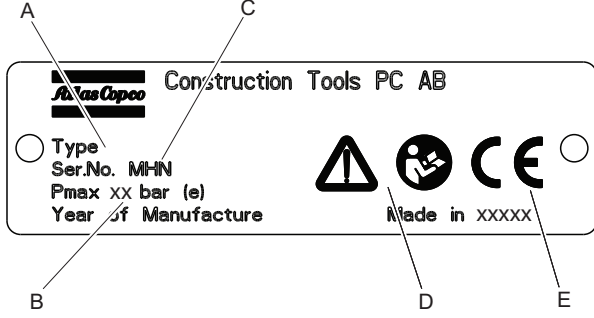 A C
Atlas Copco Construction Tools PC AB
Type
Ser.No. MHN
Pmax xx bar (e)
Year of Manufacture Made in xxxxx
CE
B D E